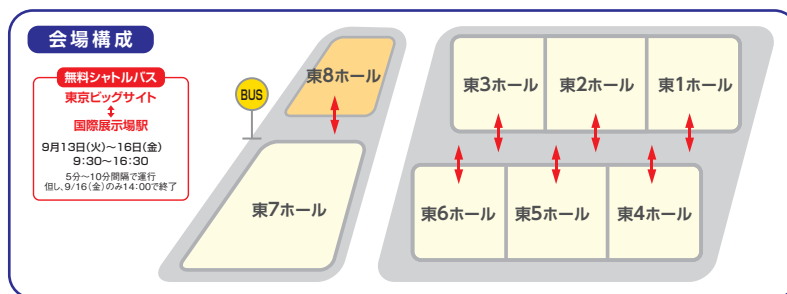 会場構成
無料シャトルバス
東京ビッグサイト
国際展示場駅
9月13日(火)～16日(金)
9:30～16:30
5分～10分間隔で運行
但し、9/16(金)のみ14:00で終了
BUS
東8ホール
東7ホール
東3ホール
東2ホール
東1ホール
東6ホール
東5ホール
東4ホール